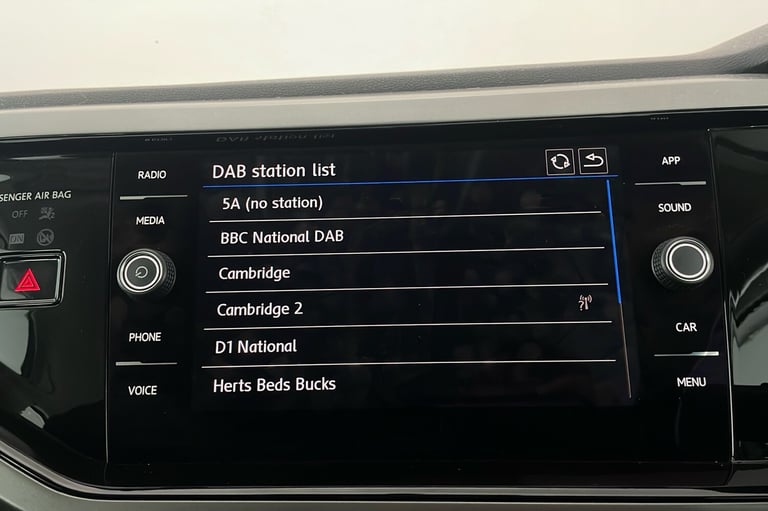 DAB station list
5A (no station)
BBC National DAB
Cambridge
Cambridge 2
D1 National
Herts Beds Bucks
RADIO
MEDIA
PHONE
VOICE
APP
SOUND
CAR
MENU
SENGER AIR BAG
OFF
ON